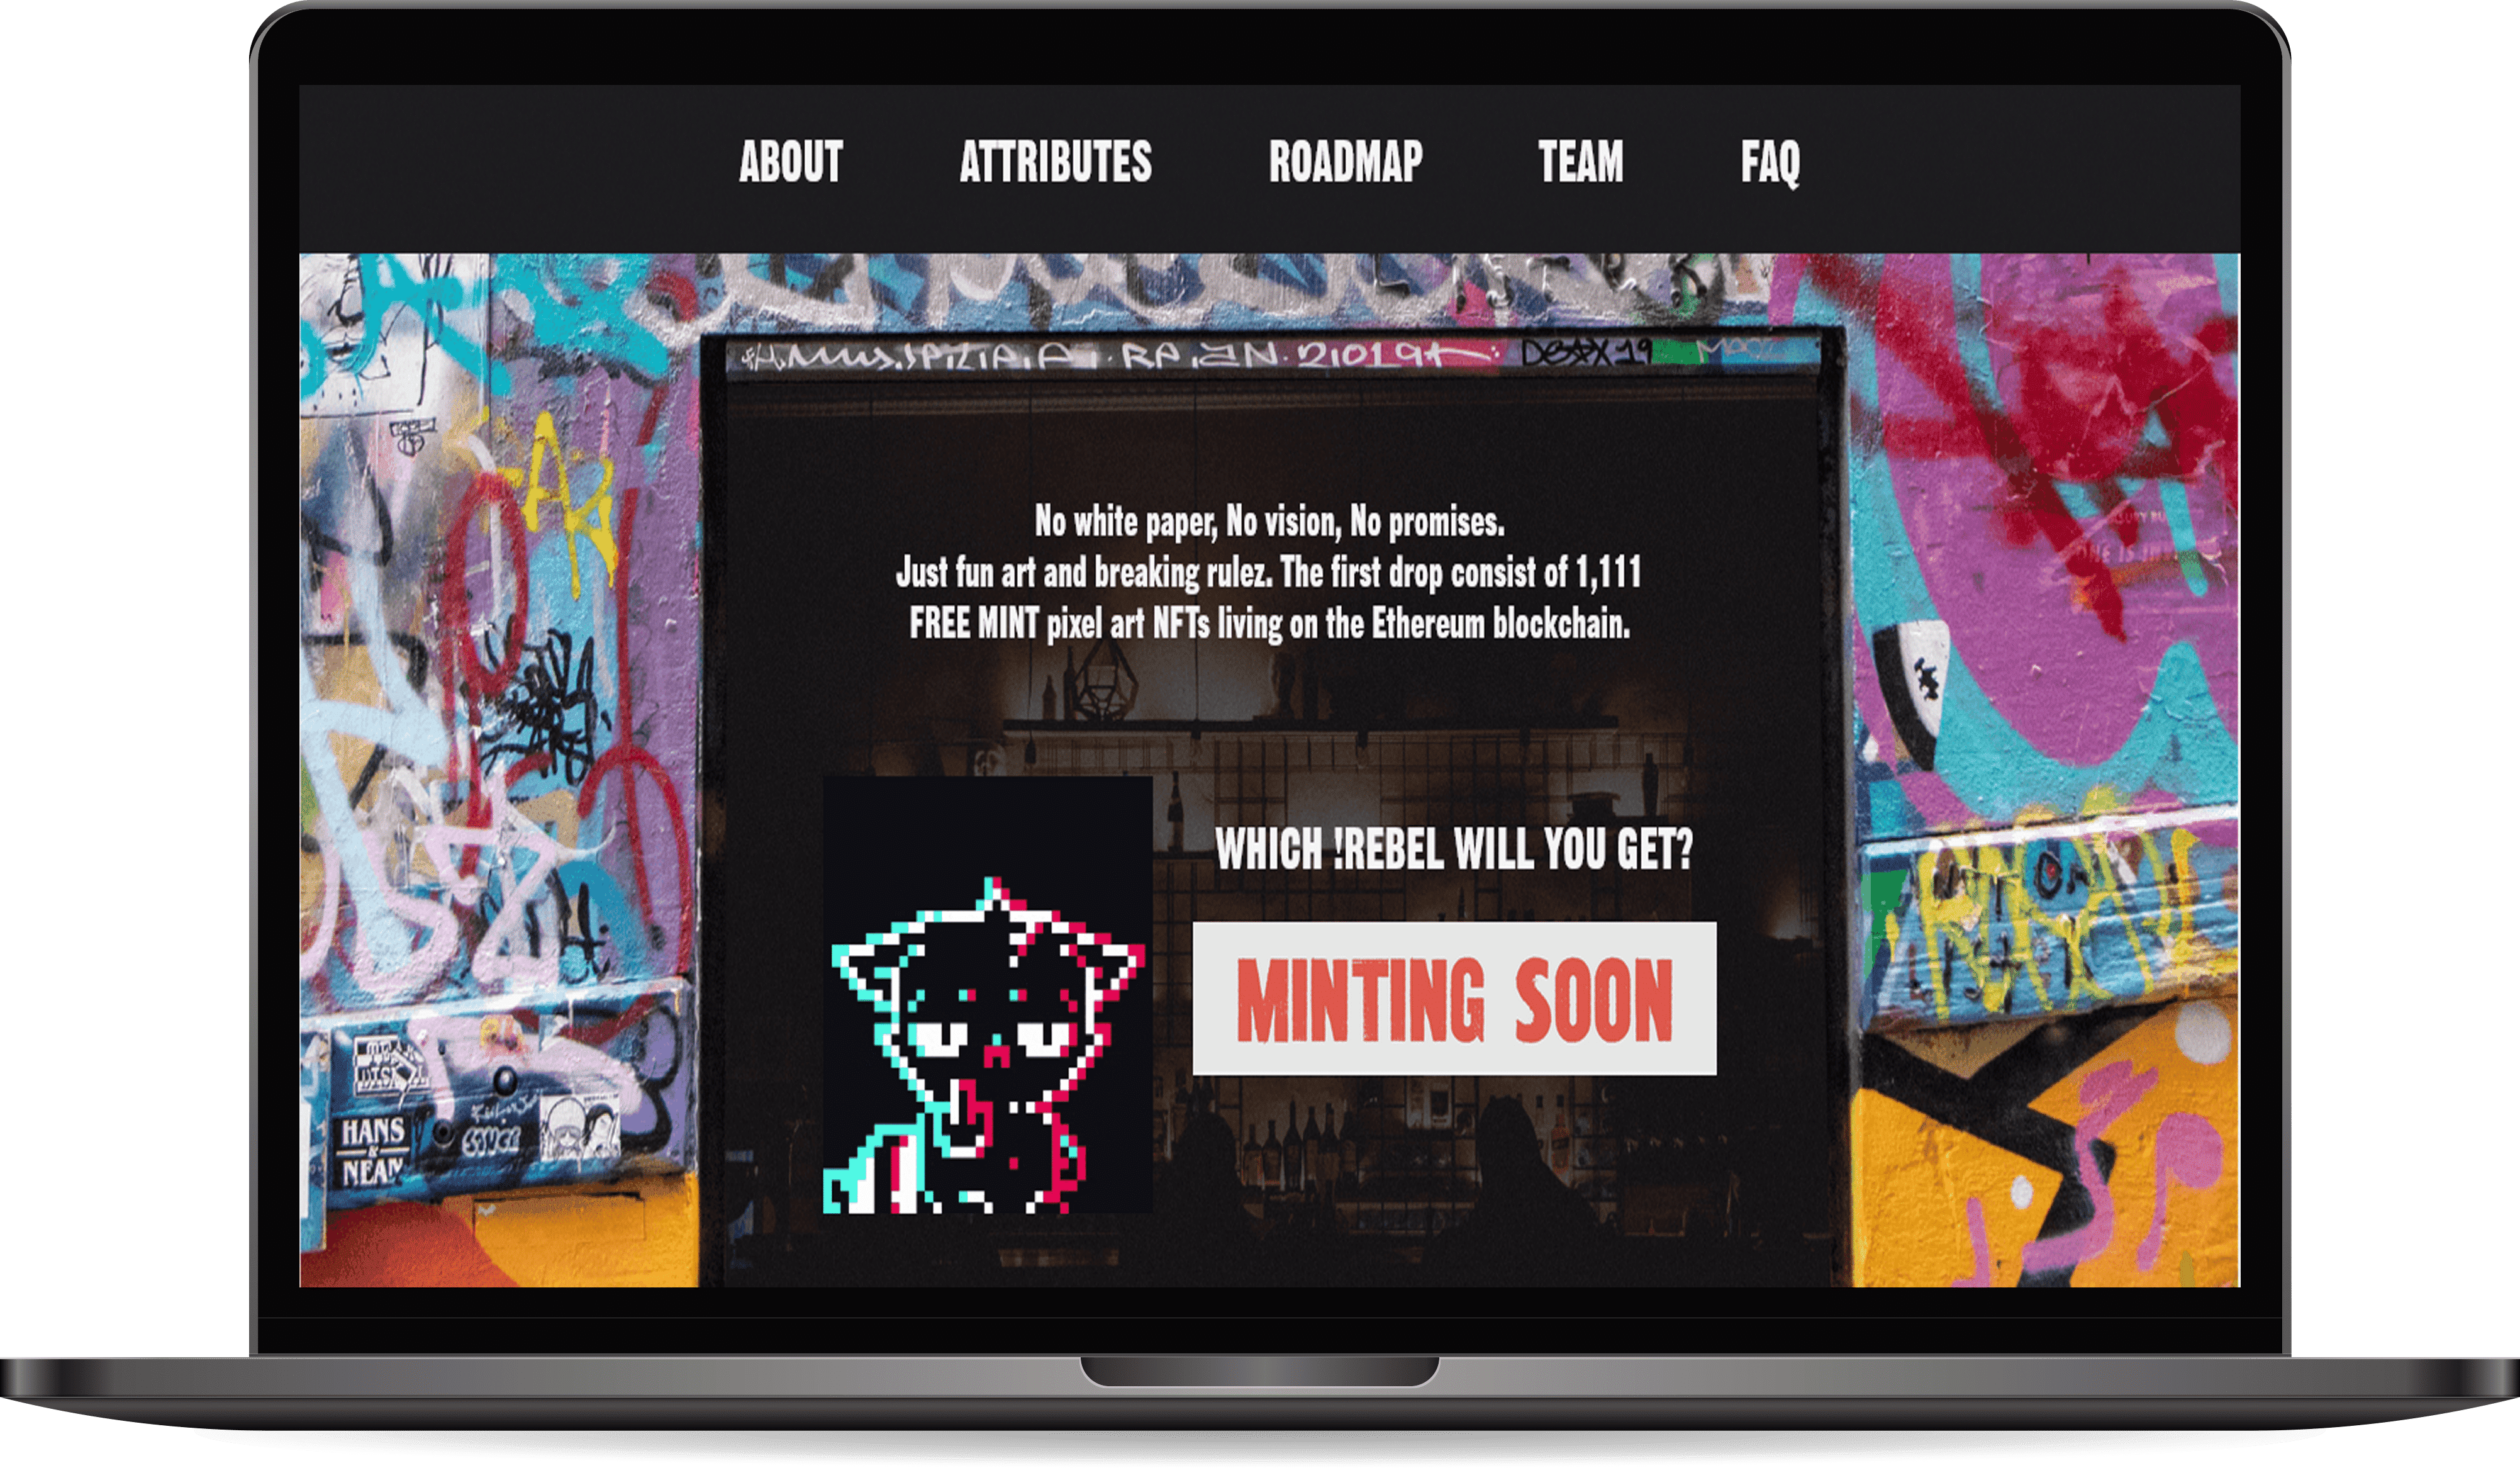 ABOUT ATTRIBUTES ROADMAP TEAM FAQ
RA 2019
No white paper, No vision, No promises.
Just fun art and breaking rulez. The first drop consist of 1,111
FREE MINT pixel art NFTs living on the Ethereum blockchain.
WHICH !REBEL WILL YOU GET?
MINTING SOON
HANS
&